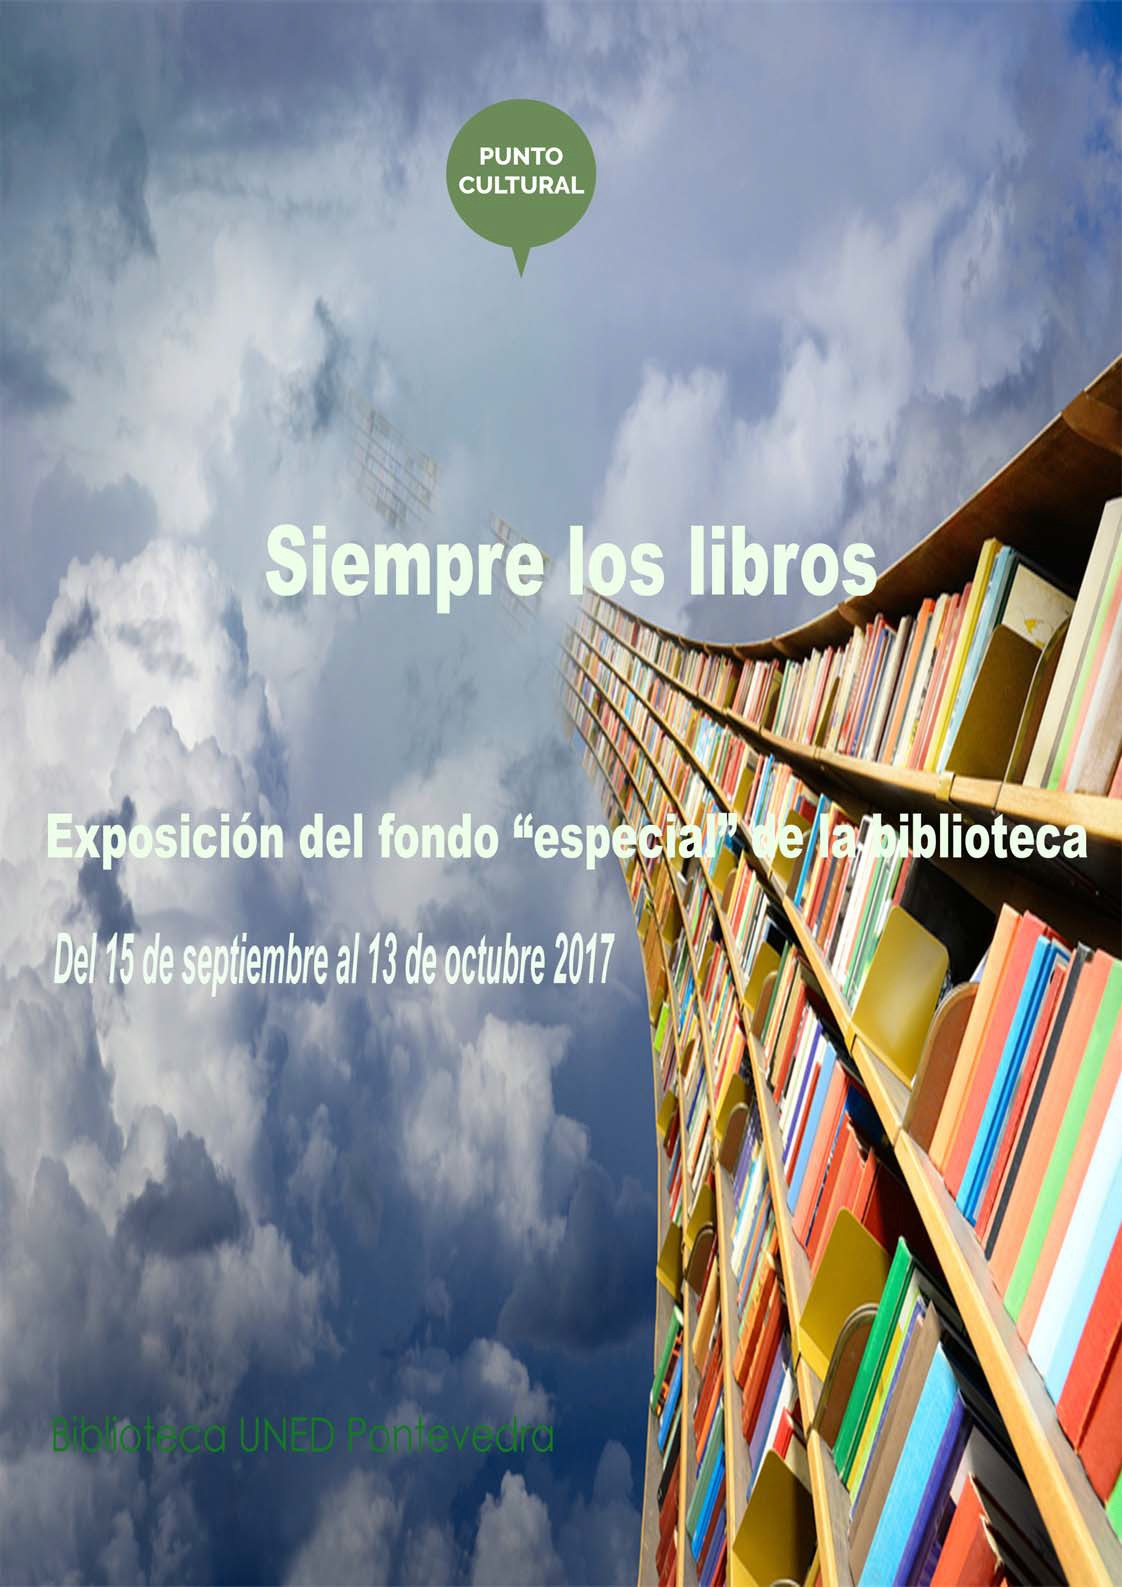 PUNTO
CULTURAL
Siempre los libros
Exposición del fondo “especial” de la biblioteca
Del 15 de septiembre al 13 de octubre 2017
Biblioteca UNED Pontevedra